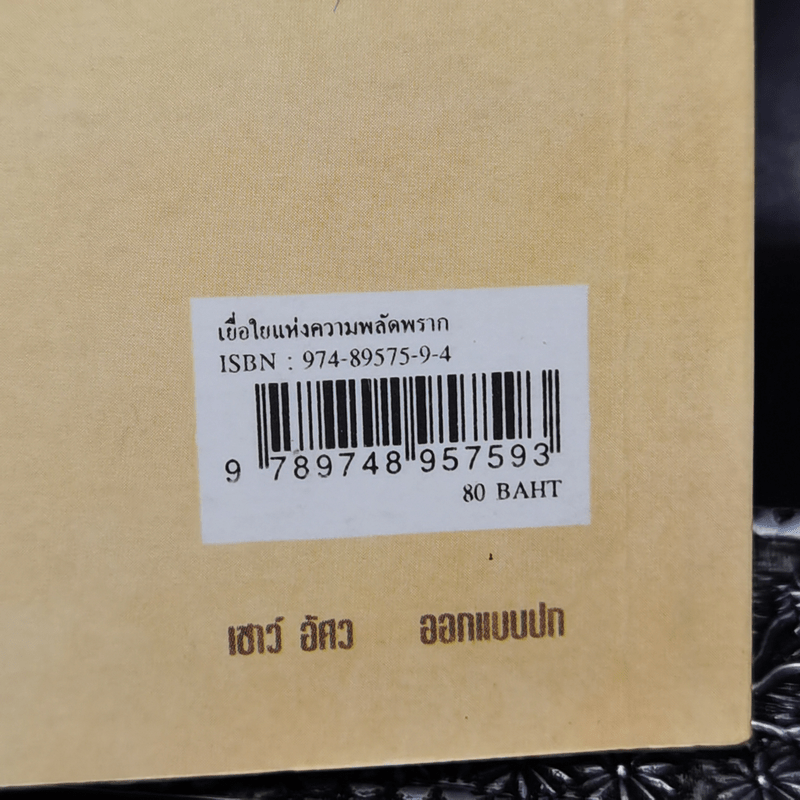 เยื่อใยแห่งความพลัดพราก
ISBN : 974-89575-9-4
9 789748 957593
80 BAHT
เชาว์ อัศว ออกแบบปก